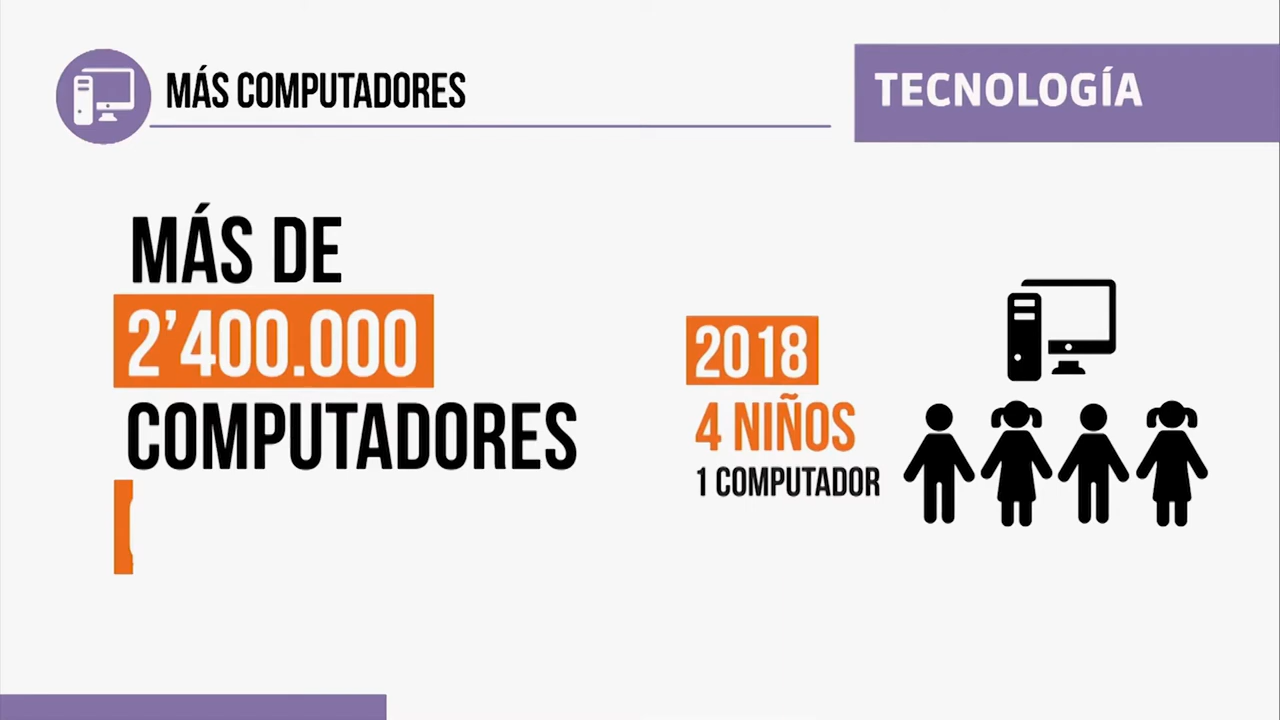 MÁS COMPUTADORES
TECNOLOGÍA
MÁS DE
2’400.000
COMPUTADORES
2018
4 NIÑOS
1 COMPUTADOR